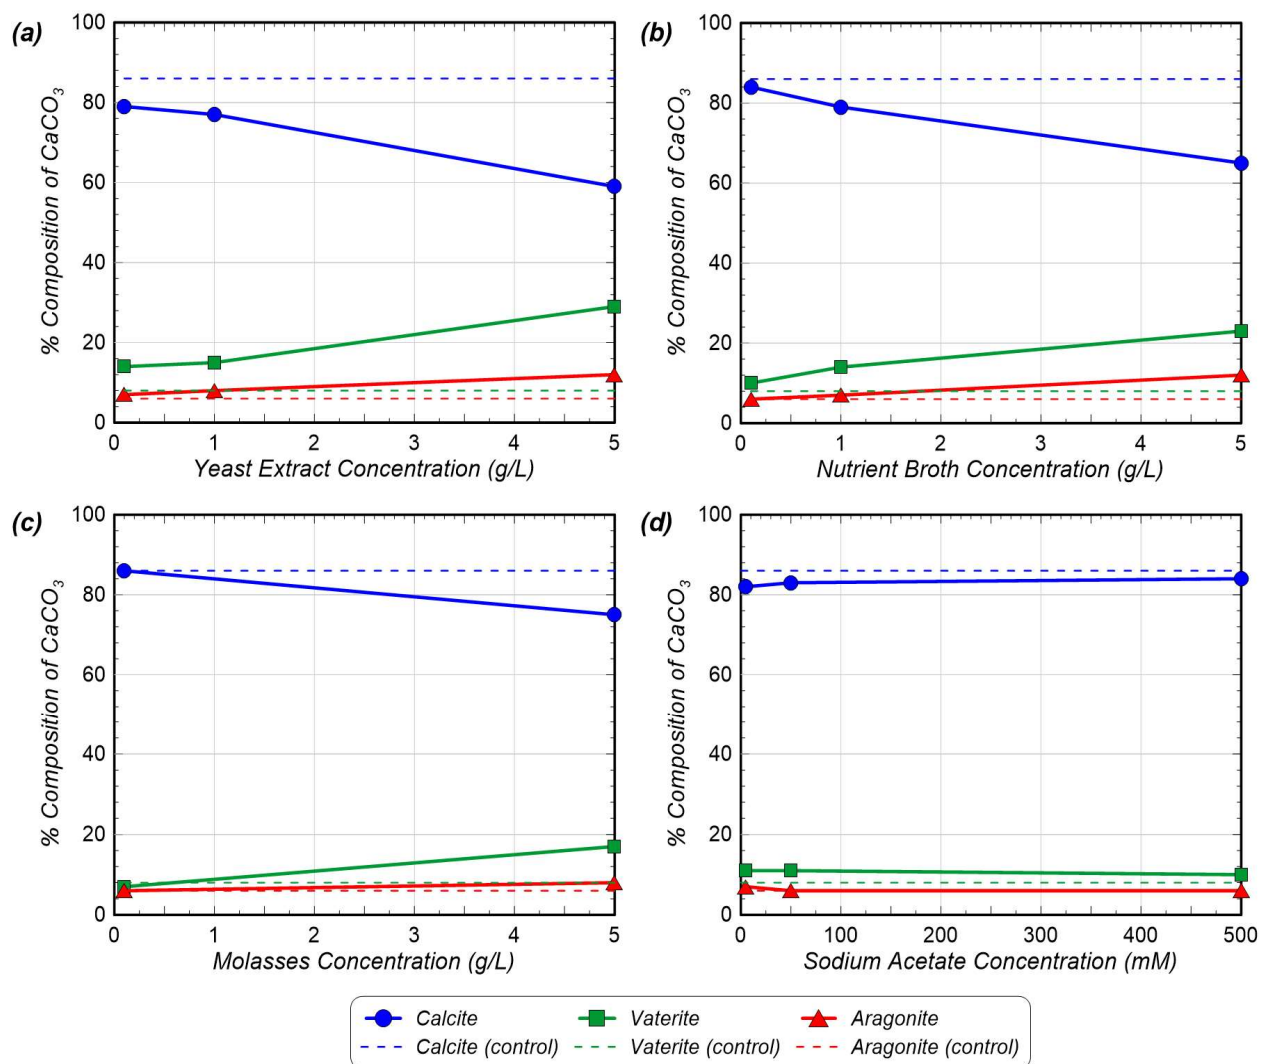 (a)
% Composition of CaCO3
100
80
60
40
20
0
0 1 2 3 4 5
Yeast Extract Concentration (g/L)
(b)
% Composition of CaCO3
100
80
60
40
20
0
0 1 2 3 4 5
Nutrient Broth Concentration (g/L)
(c)
% Composition of CaCO3
100
80
60
40
20
0
0 1 2 3 4 5
Molasses Concentration (g/L)
(d)
% Composition of CaCO3
100
80
60
40
20
0
0 100 200 300 400 500
Sodium Acetate Concentration (mM)
Calcite Vaterite Aragonite
Calcite (control) Vaterite (control) Aragonite (control)